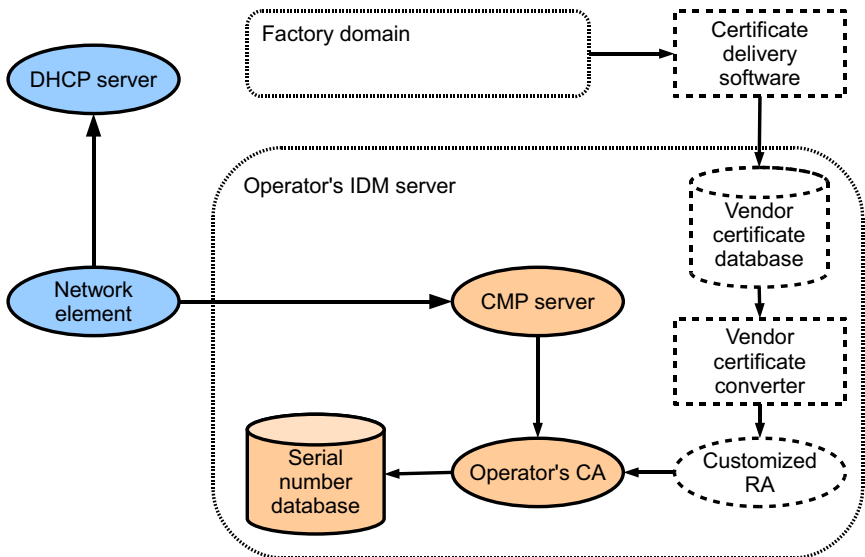 Factory domain
Certificate
delivery
software
DHCP server
Operator's IDM server
Vendor
certificate
database
Network
element
CMP server
Vendor
certificate
converter
Serial
number
database
Operator's CA
Customized
RA